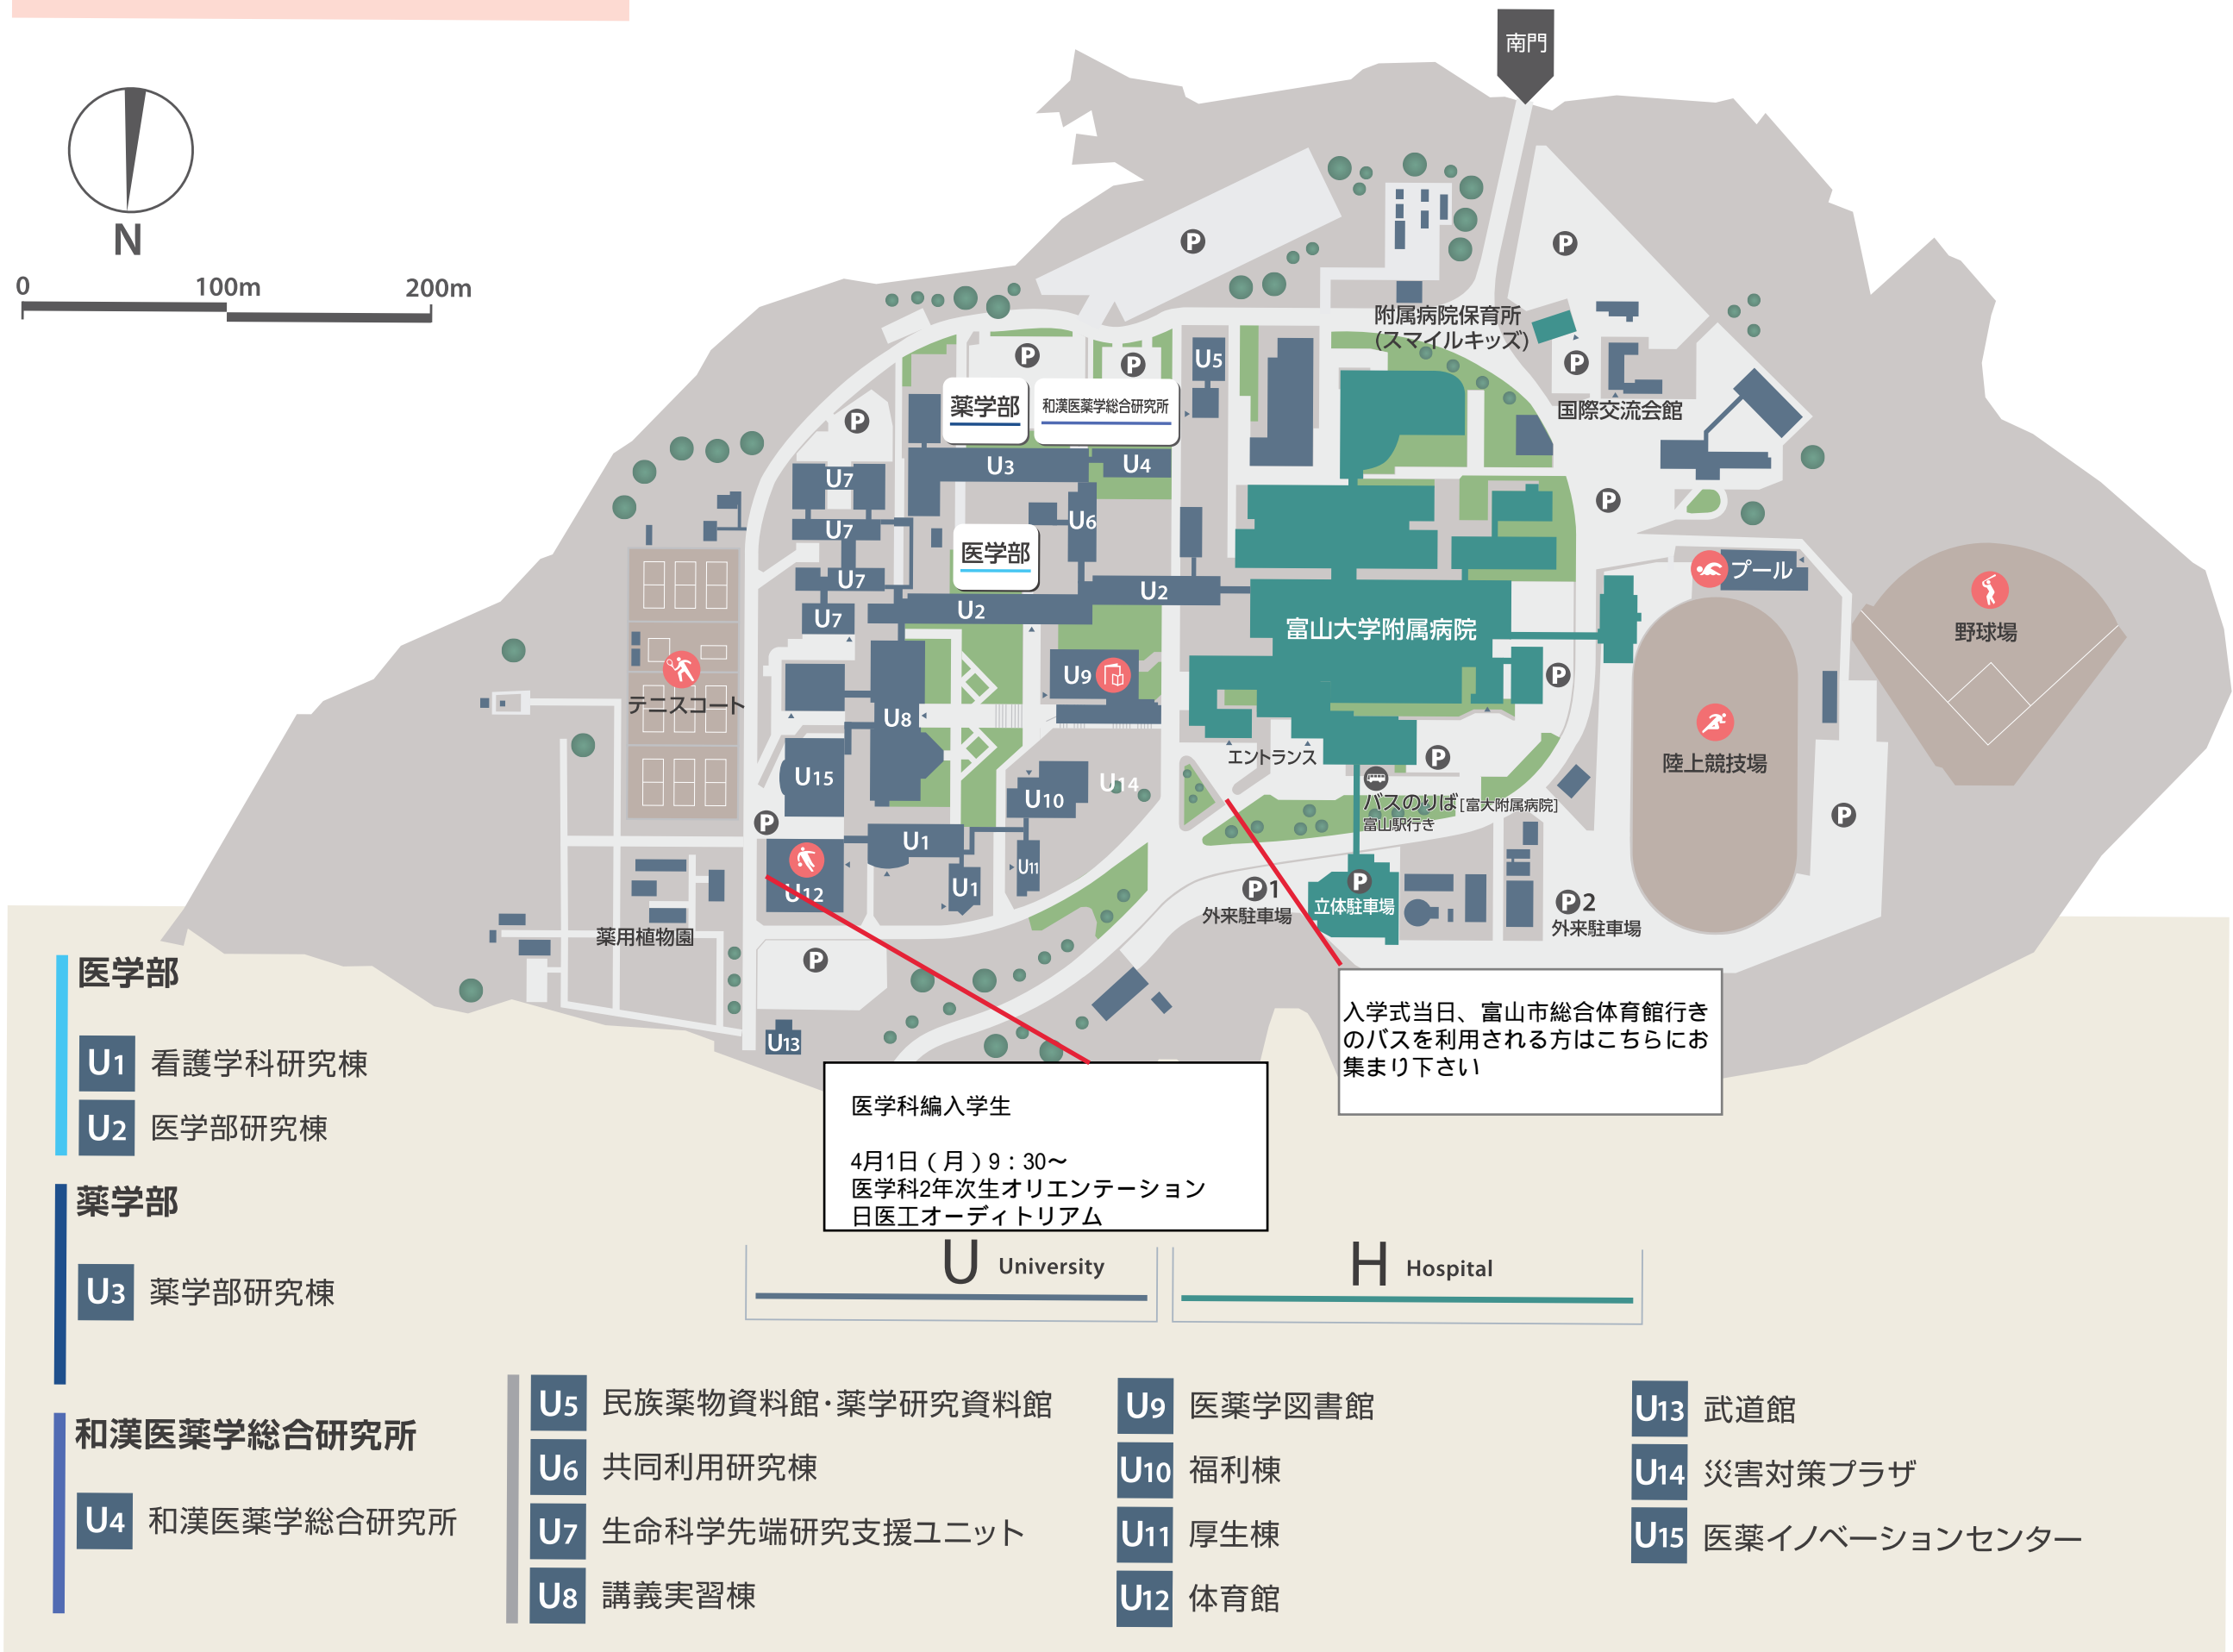 南門
N
0 100m 200m
P
P
附属病院保育所
(スマイルキッズ)
P
P
P
P
U5
薬学部
和漢医薬学総合研究所
国際交流会館
U3
U4
U7
P
U6
U7
医学部
U7
U2
U2
プール
U7
富山大学附属病院
野球場
U9
P
テニスコート
U8
陸上競技場
エントランス
P
U15
U10
U14
バスのりば[富大附属病院]
富山駅行き
P
P
U1
U11
U12
U1
P1
外来駐車場
P
立体駐車場
P2
外来駐車場
薬用植物園
P
U13
入学式当日、富山市総合体育館行き
のバスを利用される方はこちらにお
集まり下さい
医学科編入学生
4月1日(月)9:30~
医学科2年次生オリエンテーション
日医工オーディトリアム
U University
H Hospital
医学部
U1 看護学科研究棟
U2 医学部研究棟
薬学部
U3 薬学部研究棟
和漢医薬学総合研究所
U4 和漢医薬学総合研究所
U5 民族薬物資料館・薬学研究資料館
U6 共同利用研究棟
U7 生命科学先端研究支援ユニット
U8 講義実習棟
U9 医薬学図書館
U10 福利棟
U11 厚生棟
U12 体育館
U13 武道館
U14 災害対策プラザ
U15 医薬イノベーションセンター